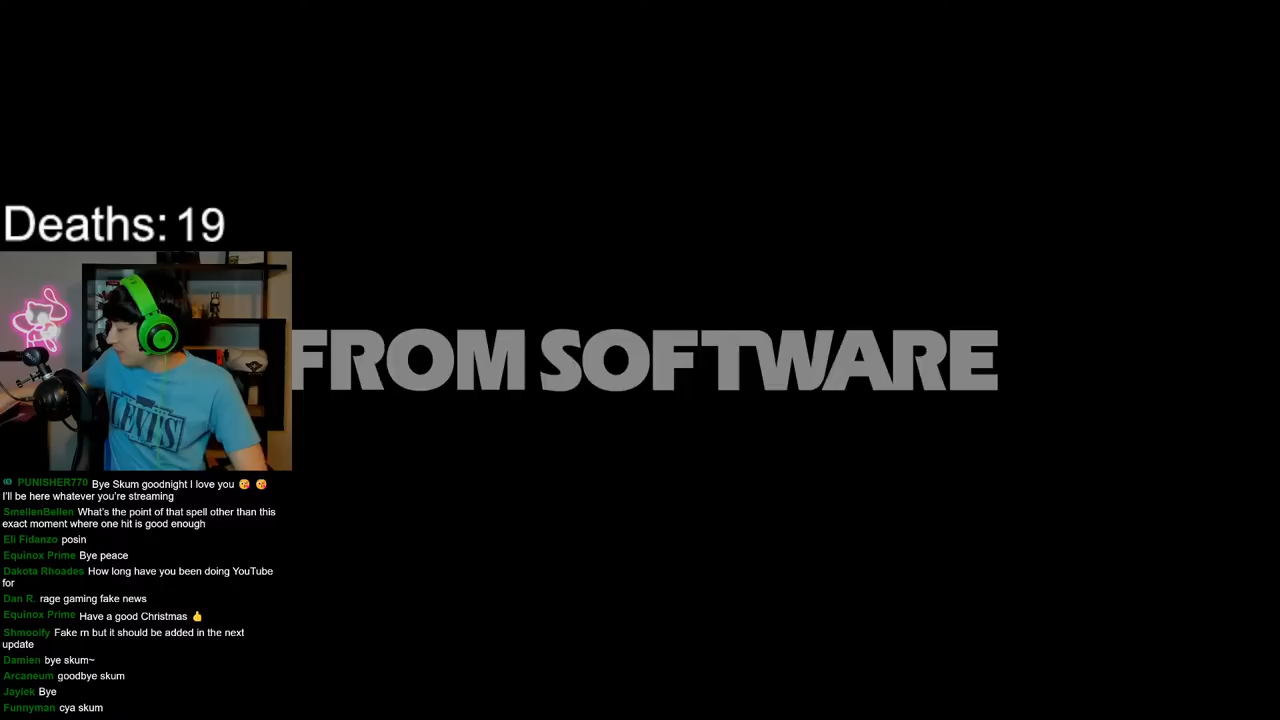 Deaths: 19
FROM SOFTWARE
LEVI'S
PUNISHER770 Bye Skum goodnight I love you 😘 😘
I'll be here whatever you're streaming
SmellenBellen What's the point of that spell other than this
exact moment where one hit is good enough
Eli Fidanzo posin
Equinox Prime Bye peace
Dakota Rhoades How long have you been doing YouTube
for
Dan R. rage gaming fake news
Equinox Prime Have a good Christmas 👍
Shmooify Fake rn but it should be added in the next
update
Damien bye skum~
Arcaneum goodbye skum
Jaylek Bye
Funnyman cya skum